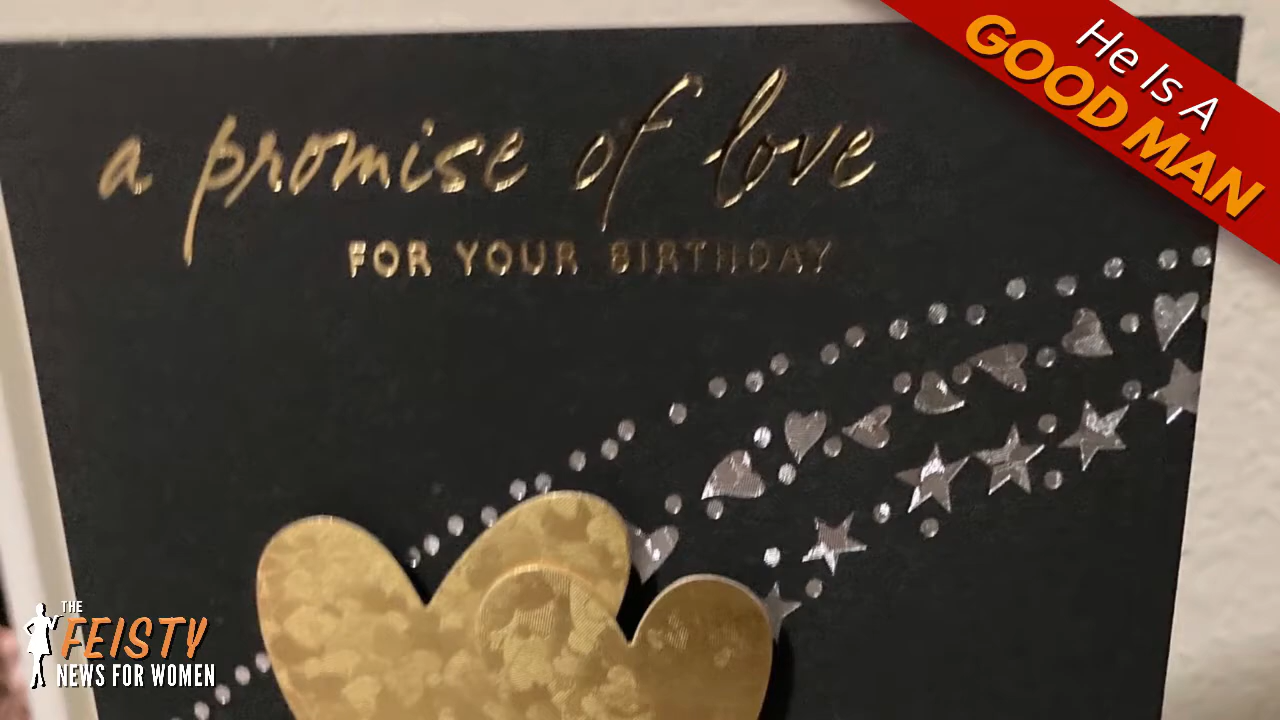 a promise of love
FOR YOUR BIRTHDAY
He Is A
GOOD MAN
THE
FEISTY
NEWS FOR WOMEN